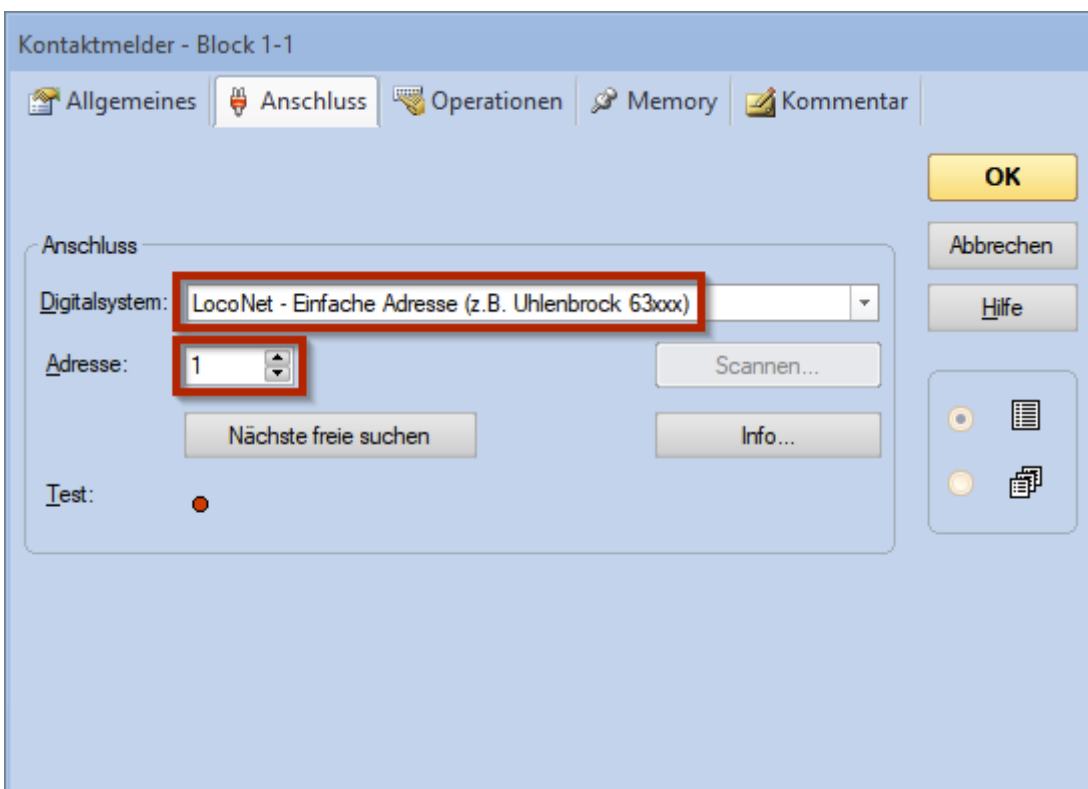 Kontaktmelder - Block 1-1
Allgemeines Anschluss Operationen Memory Kommentar
OK
Anschluss
Abbrechen
Digitalsystem: LocoNet - Einfache Adresse (z.B. Uhlenbrock 63xxx)
Hilfe
Adresse: 1 Scannen...
Nächste freie suchen Info...
Test: